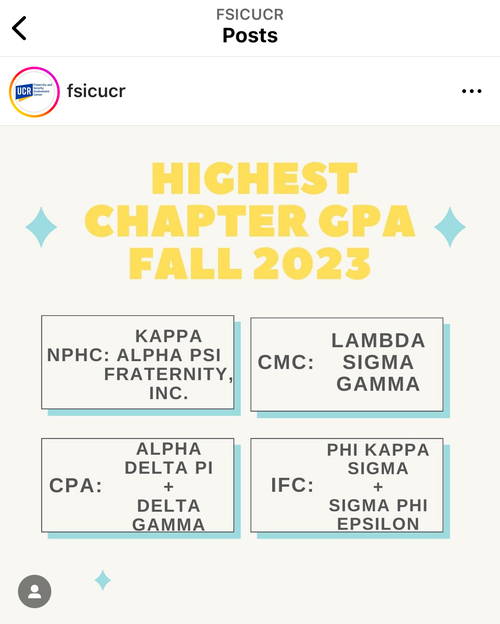 FSICUCR
Posts
UCR
fsicucr
HIGHEST
CHAPTER GPA
FALL 2023
NPHC: KAPPA
ALPHA PSI
FRATERNITY,
INC.
CMC: LAMBDA
SIGMA
GAMMA
CPA: ALPHA
DELTA PI
+
DELTA
GAMMA
IFC: PHI KAPPA
SIGMA
+
SIGMA PHI
EPSILON